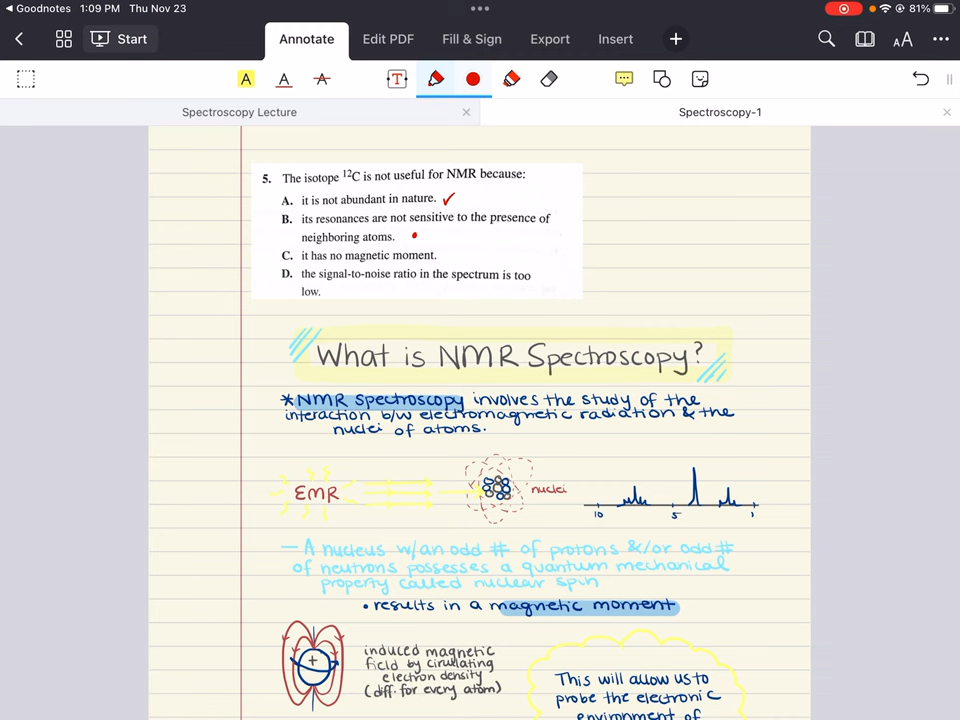 Goodnotes 1:09 PM Thu Nov 23
81%
Start
Annotate Edit PDF Fill & Sign Export Insert
AA
A A A T
Spectroscopy Lecture Spectroscopy-1
5. The isotope ¹²C is not useful for NMR because:
A. it is not abundant in nature.
B. its resonances are not sensitive to the presence of
neighboring atoms.
C. it has no magnetic moment.
D. the signal-to-noise ratio in the spectrum is too
low.
What is NMR Spectroscopy?
*NMR Spectroscopy involves the study of the
interaction b/w electromagnetic radiation & the
nuclei of atoms.
EMR
nuclei
10 5 1
— A nucleus w/an odd # of protons &/or odd #
of neutrons possesses a quantum mechanical
property called nuclear spin
• results in a magnetic moment
+
induced magnetic
field by cirulating
electron density
(diff. for every atom)
This will allow us to
probe the electronic
environment of